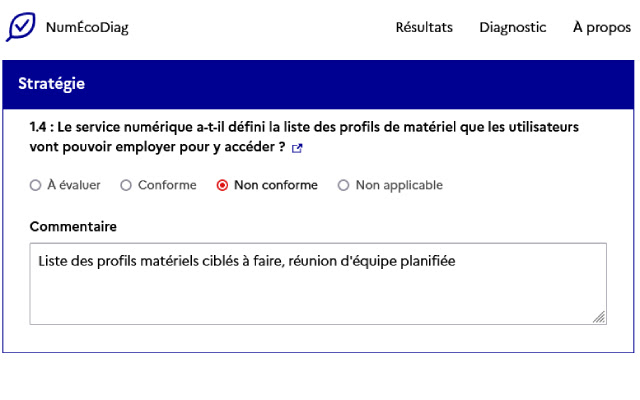 NumÉcoDiag
Résultats
Diagnostic
À propos
Stratégie
1.4 : Le service numérique a-t-il défini la liste des profils de matériel que les utilisateurs
vont pouvoir employer pour y accéder ?
À évaluer
Conforme
Non conforme
Non applicable
Commentaire
Liste des profils matériels ciblés à faire, réunion d'équipe planifiée